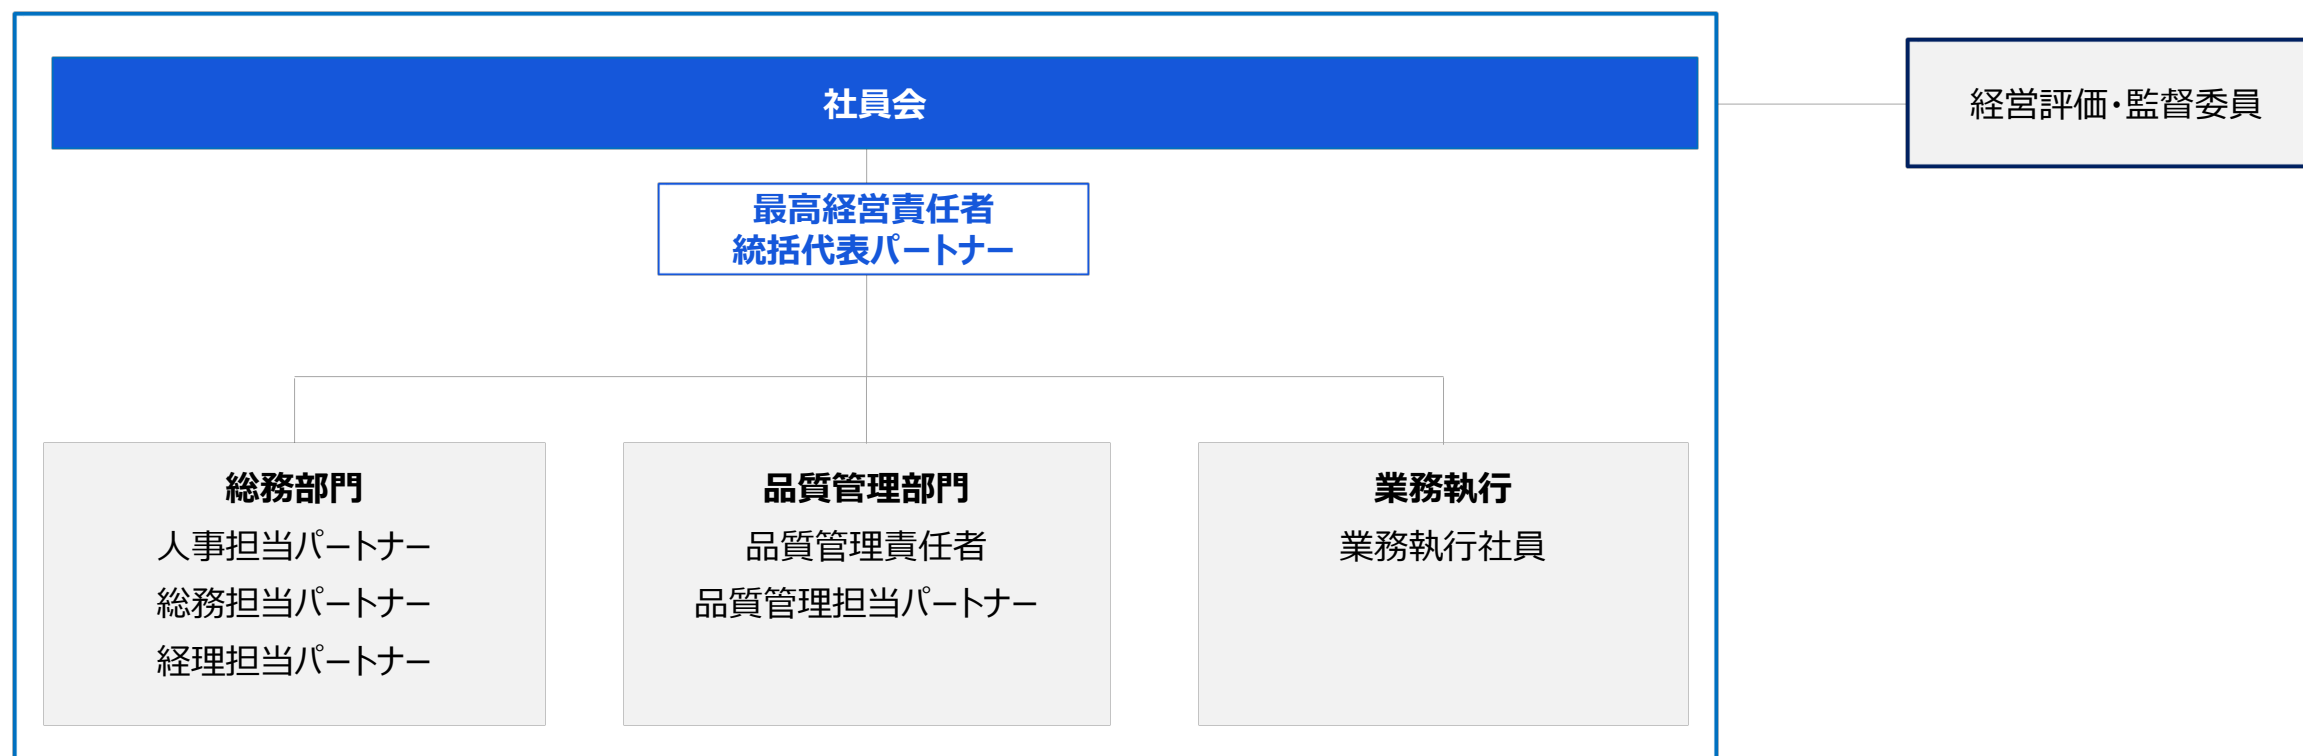 社員会
経営評価・監督委員
最高経営責任者
統括代表パートナー
総務部門
人事担当パートナー
総務担当パートナー
経理担当パートナー
品質管理部門
品質管理責任者
品質管理担当パートナー
業務執行
業務執行社員